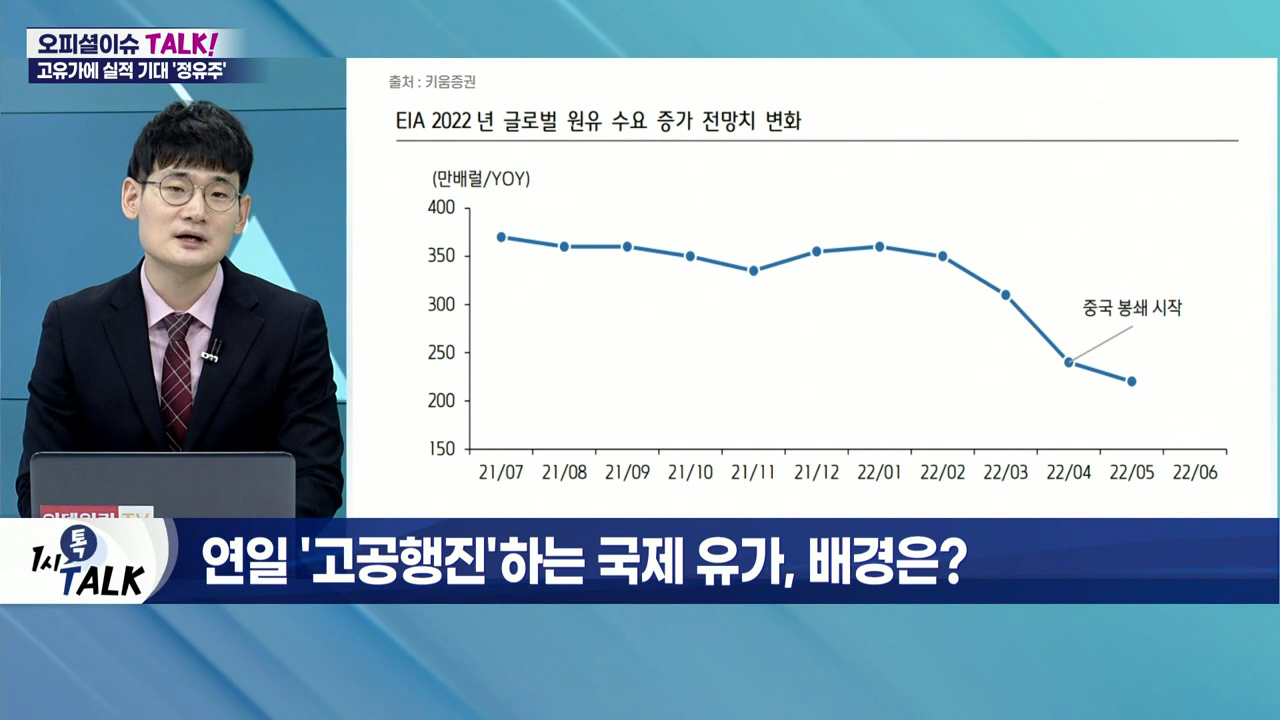 오피셜이슈 TALK!
고유가에 실적 기대 '정유주'
출처 : 키움증권
EIA 2022년 글로벌 원유 수요 증가 전망치 변화
(만배럴/YOY)
400
350
300
250
200
150
중국 봉쇄 시작
21/07 21/08 21/09 21/10 21/11 21/12 22/01 22/02 22/03 22/04 22/05 22/06
1시 톡 TALK
연일 '고공행진'하는 국제 유가, 배경은?